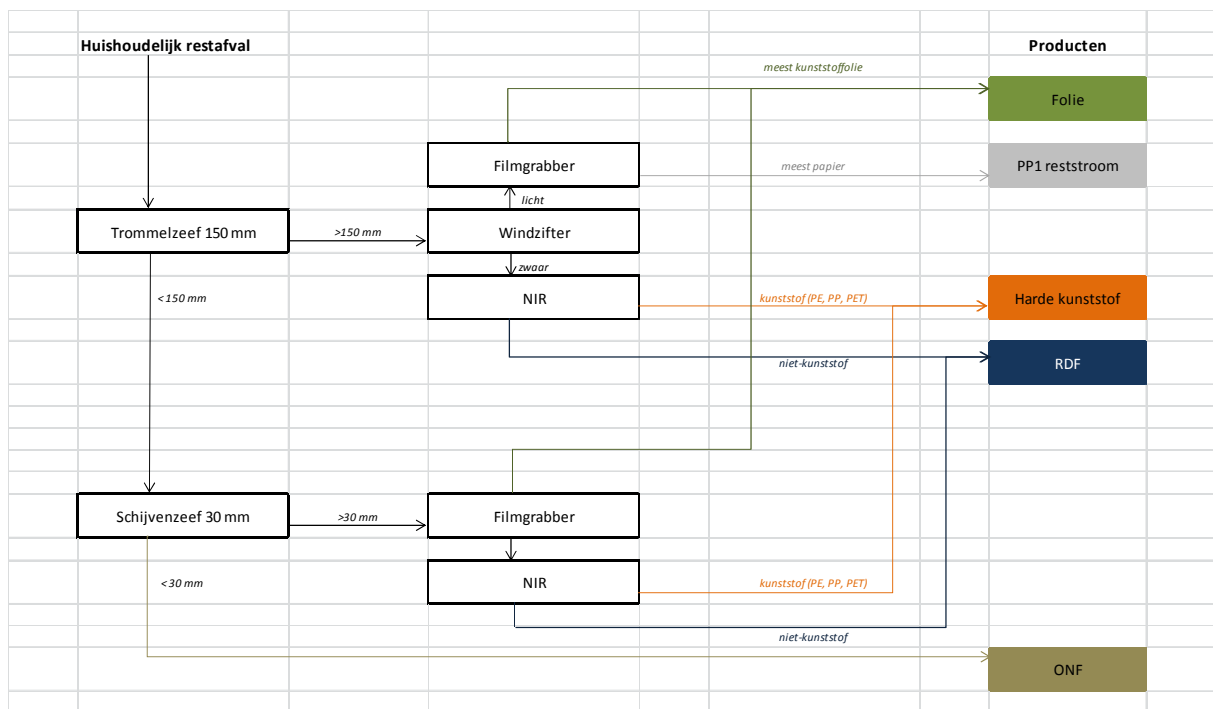 Huishoudelijk restafval
Producten
meest kunststoffolie
Folie
Filmgrabber
meest papier
PP1 reststroom
licht
Trommelzeef 150 mm
>150 mm
Windzifter
zwaar
<150 mm
NIR
kunststof (PE, PP, PET)
Harde kunststof
niet-kunststof
RDF
Schijvenzeef 30 mm
>30 mm
Filmgrabber
<30 mm
NIR
kunststof (PE, PP, PET)
niet-kunststof
ONF